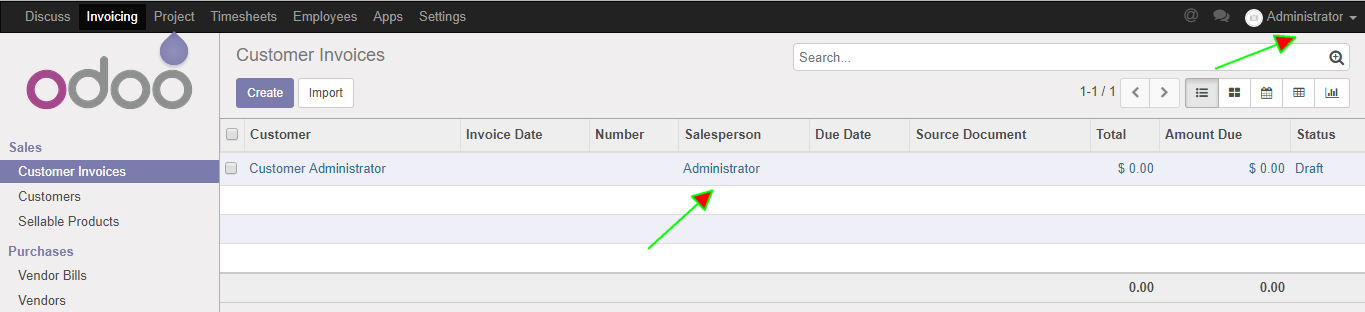 Discuss Invoicing Project Timesheets Employees Apps Settings @ Administrator
odoo
Customer Invoices
Search...
Create Import
1-1 / 1
Sales
Customer Invoices
Customers
Sellable Products
Purchases
Vendor Bills
Vendors
Customer Invoice Date Number Salesperson Due Date Source Document Total Amount Due Status
Customer Administrator Administrator $ 0.00 $ 0.00 Draft
0.00 0.00